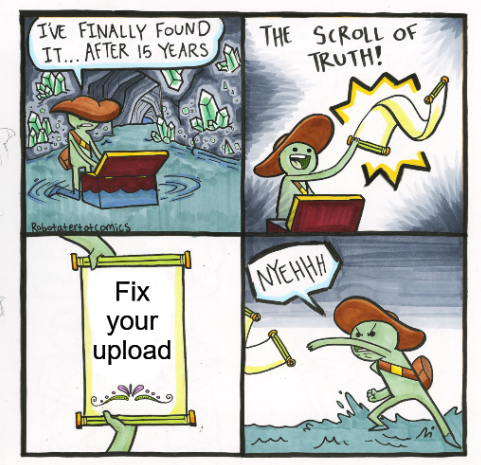 I'VE FINALLY FOUND
IT... AFTER 15 YEARS
THE SCROLL OF
TRUTH!
Robotatertotcomics
Fix
your
upload
NYEHHH